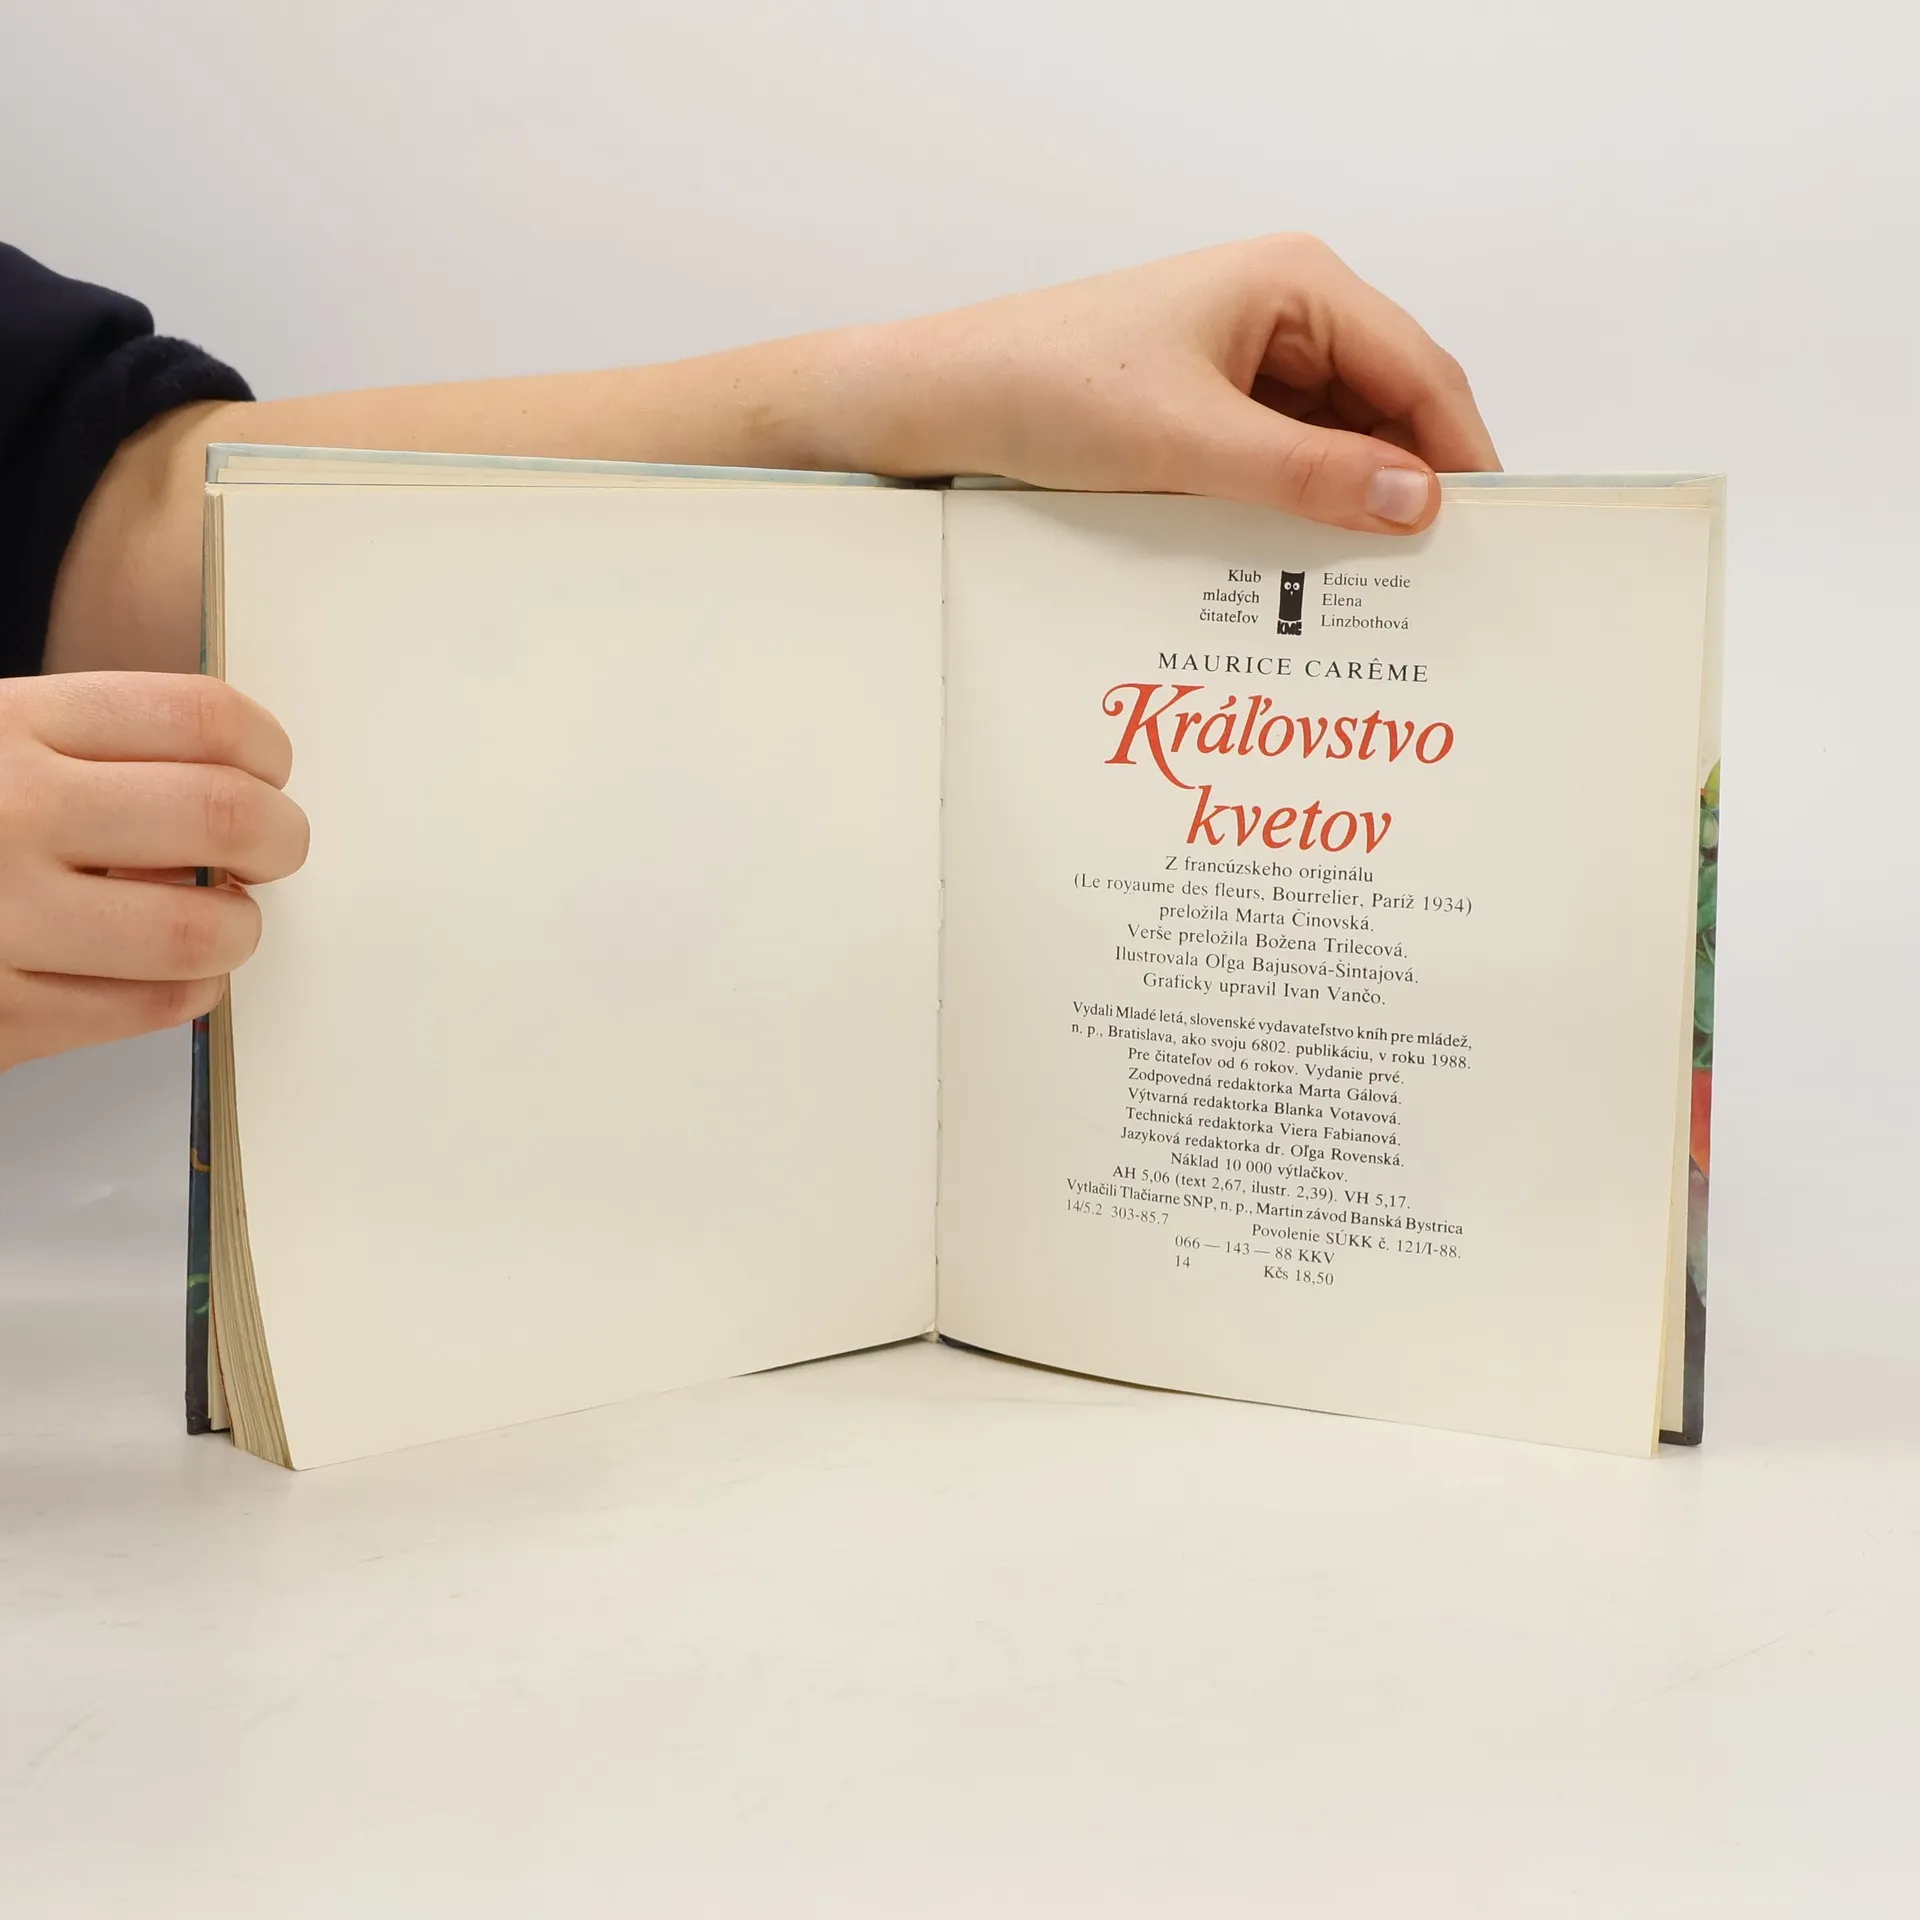 Klub
mladých
čitateľov
KMČ
Edíciu vedie
Elena
Linzbothová
MAURICE CARÊME
Kráľovstvo
kvetov
Z francúzskeho originálu
(Le royaume des fleurs, Bourrelier, Paríž 1934)
preložila Marta Činovská.
Verše preložila Božena Trilecová.
Ilustrovala Oľga Bajusová-Šintajová.
Graficky upravil Ivan Vančo.
Vydali Mladé letá, slovenské vydavateľstvo kníh pre mládež,
n. p., Bratislava, ako svoju 6802. publikáciu, v roku 1988.
Pre čitateľov od 6 rokov. Vydanie prvé.
Zodpovedná redaktorka Marta Gálová.
Výtvarná redaktorka Blanka Votavová.
Technická redaktorka Viera Fabianová.
Jazyková redaktorka dr. Oľga Rovenská.
Náklad 10 000 výtlačkov.
AH 5,06 (text 2,67, ilustr. 2,39). VH 5,17.
Vytlačili Tlačiarne SNP, n. p., Martin závod Banská Bystrica
14/5.2 303-85.7 Povolenie SÚKK č. 121/I-88.
066 — 143 — 88 KKV
14 Kčs 18,50